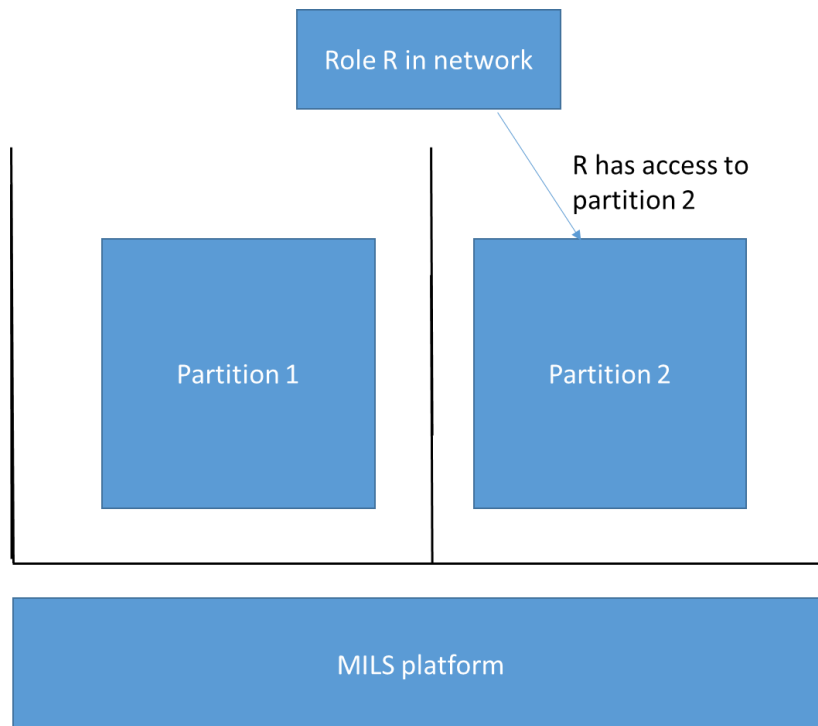 Role R in network
R has access to
partition 2
Partition 1
Partition 2
MILS platform